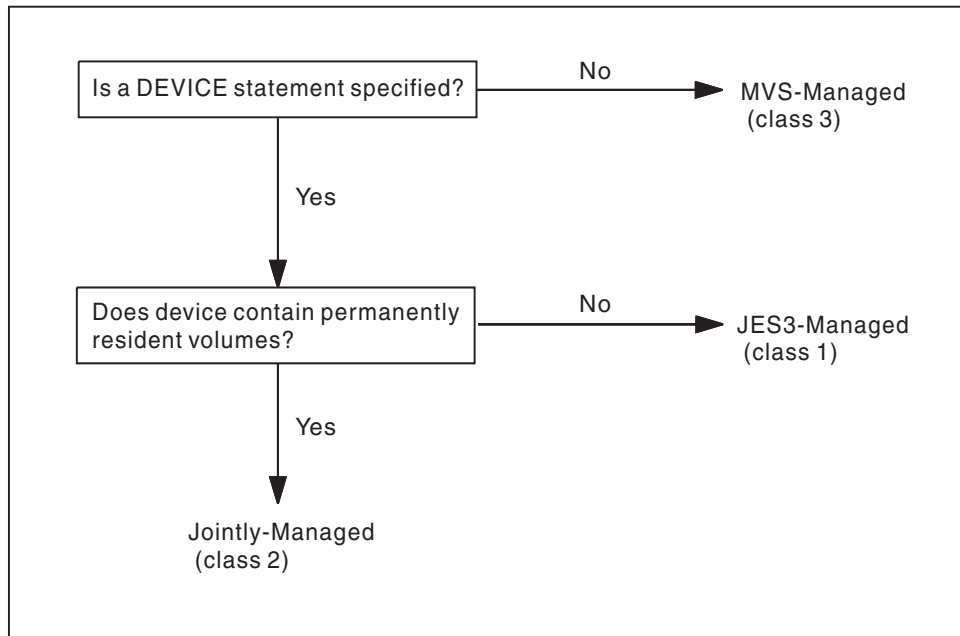 Is a DEVICE statement specified?
No
MVS-Managed
(class 3)
Yes
Does device contain permanently
resident volumes?
No
JES3-Managed
(class 1)
Yes
Jointly-Managed
(class 2)